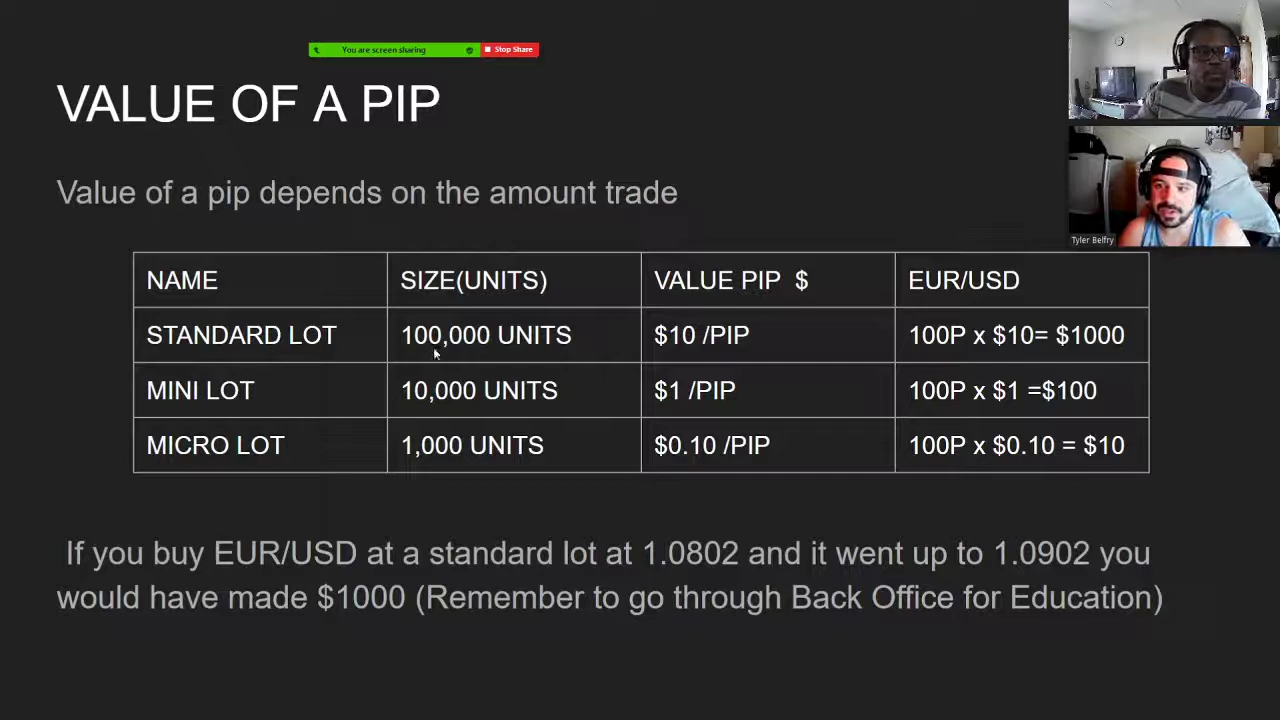 You are screen sharing
Stop Share
VALUE OF A PIP
Value of a pip depends on the amount trade
Tyler Belfry
NAME SIZE(UNITS) VALUE PIP $ EUR/USD
STANDARD LOT 100,000 UNITS $10 /PIP 100P x $10= $1000
MINI LOT 10,000 UNITS $1 /PIP 100P x $1 =$100
MICRO LOT 1,000 UNITS $0.10 /PIP 100P x $0.10 = $10
If you buy EUR/USD at a standard lot at 1.0802 and it went up to 1.0902 you
would have made $1000 (Remember to go through Back Office for Education)